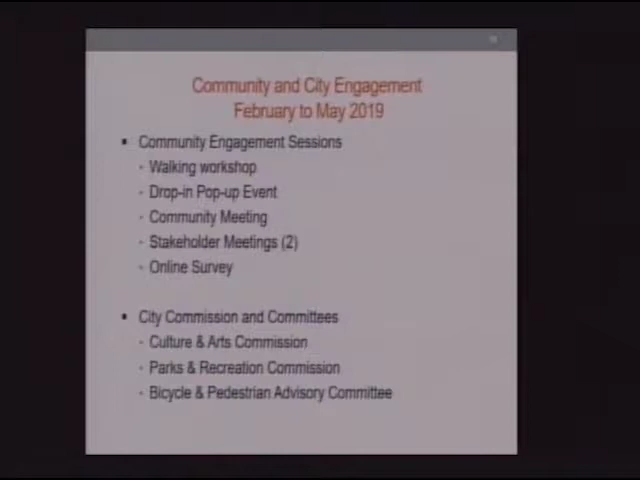 Community and City Engagement
February to May 2019
▪ Community Engagement Sessions
- Walking workshop
- Drop-in Pop-up Event
- Community Meeting
- Stakeholder Meetings (2)
- Online Survey
▪ City Commission and Committees
- Culture & Arts Commission
- Parks & Recreation Commission
- Bicycle & Pedestrian Advisory Committee